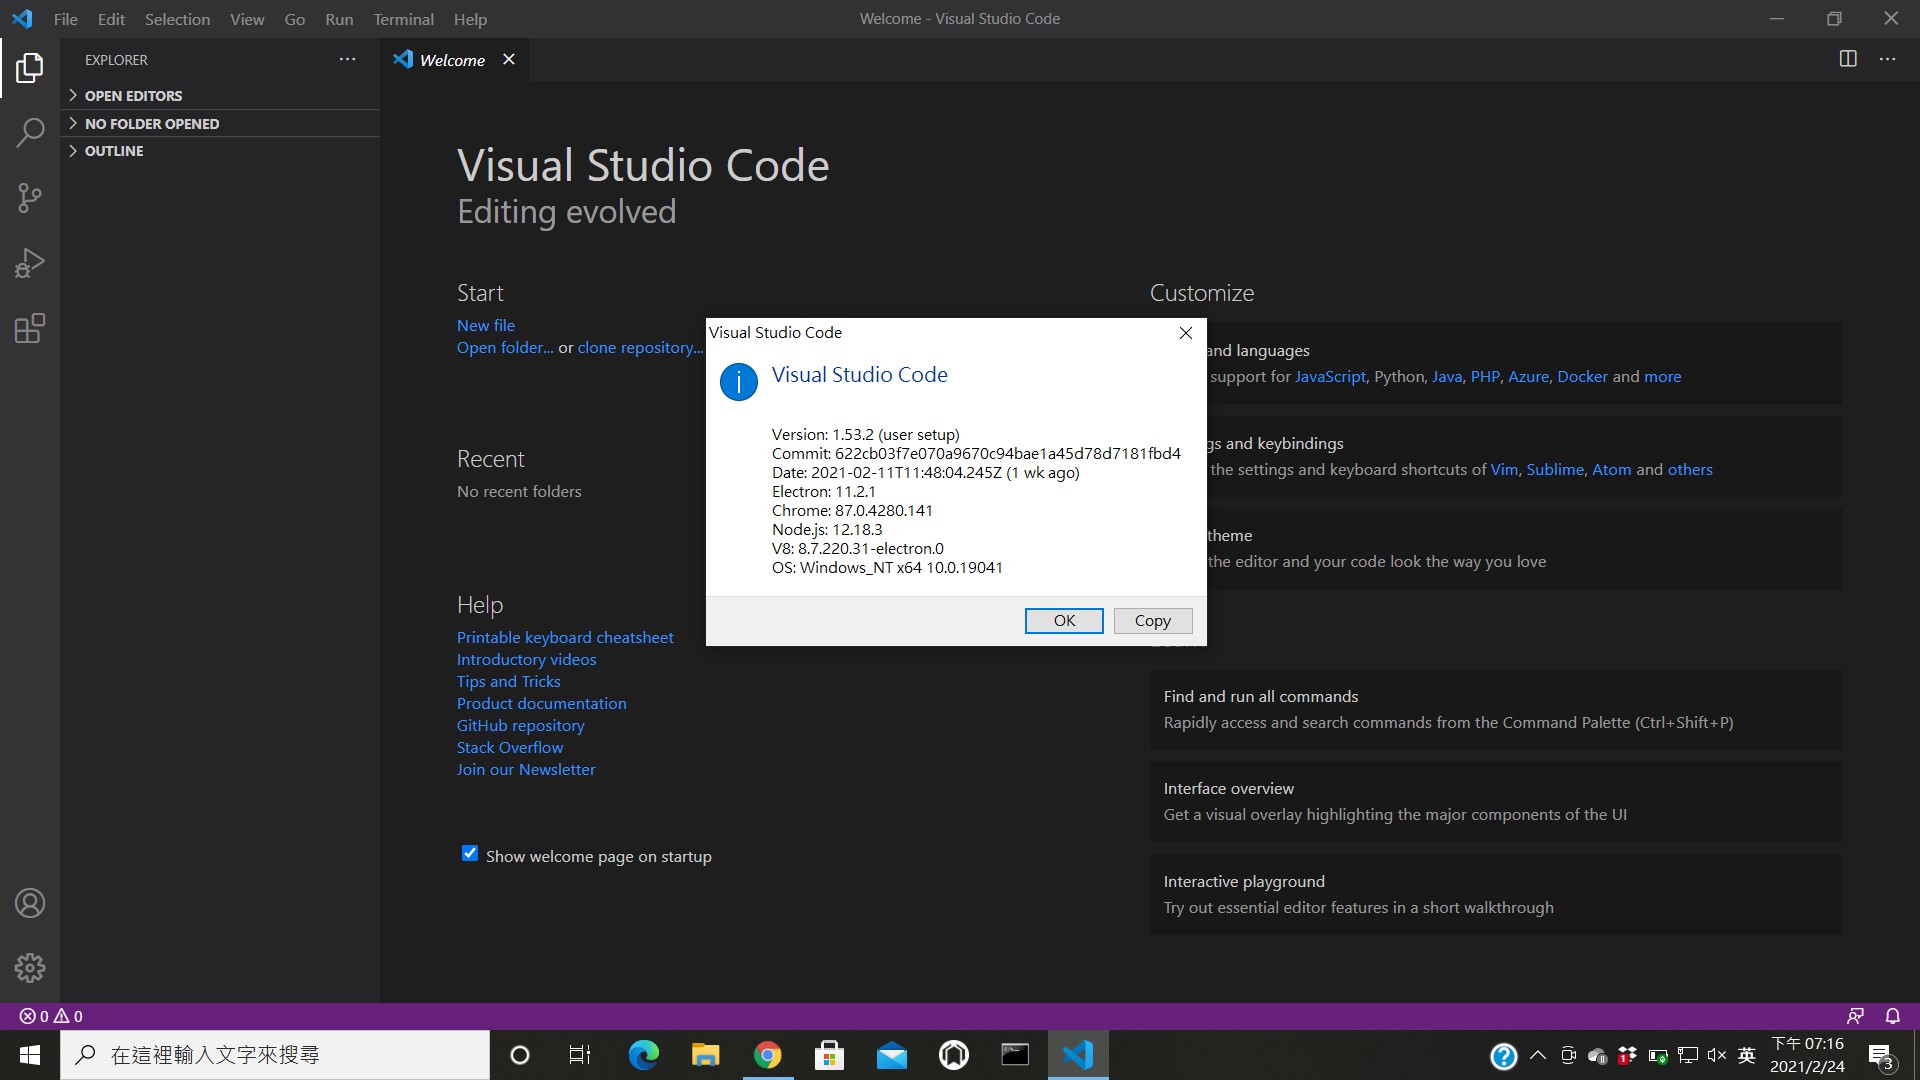 File Edit Selection View Go Run Terminal Help
Welcome - Visual Studio Code
EXPLORER
OPEN EDITORS
NO FOLDER OPENED
OUTLINE
Welcome
Visual Studio Code
Editing evolved
Start
New file
Open folder... or clone repository...
Recent
No recent folders
Help
Printable keyboard cheatsheet
Introductory videos
Tips and Tricks
Product documentation
GitHub repository
Stack Overflow
Join our Newsletter
Show welcome page on startup
Visual Studio Code
Visual Studio Code
Version: 1.53.2 (user setup)
Commit: 622cb03f7e070a9670c94bae1a45d78d7181fbd4
Date: 2021-02-11T11:48:04.245Z (1 wk ago)
Electron: 11.2.1
Chrome: 87.0.4280.141
Node.js: 12.18.3
V8: 8.7.220.31-electron.0
OS: Windows_NT x64 10.0.19041
OK
Copy
Customize
and languages
support for JavaScript, Python, Java, PHP, Azure, Docker and more
gs and keybindings
the settings and keyboard shortcuts of Vim, Sublime, Atom and others
theme
the editor and your code look the way you love
Find and run all commands
Rapidly access and search commands from the Command Palette (Ctrl+Shift+P)
Interface overview
Get a visual overlay highlighting the major components of the UI
Interactive playground
Try out essential editor features in a short walkthrough
0 0
在這裡輸入文字來搜尋
1
英
下午 07:16
2021/2/24
3